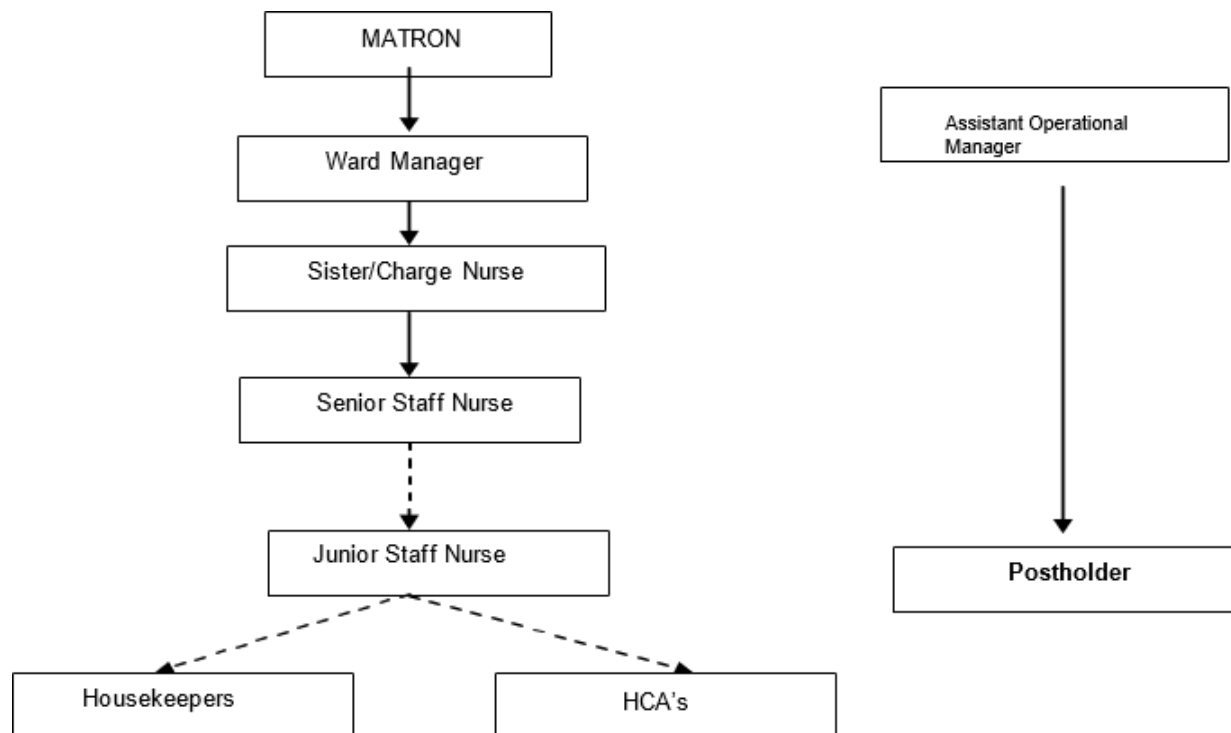 MATRON
Ward Manager
Sister/Charge Nurse
Senior Staff Nurse
Junior Staff Nurse
Housekeepers
HCA's
Assistant Operational
Manager
Postholder